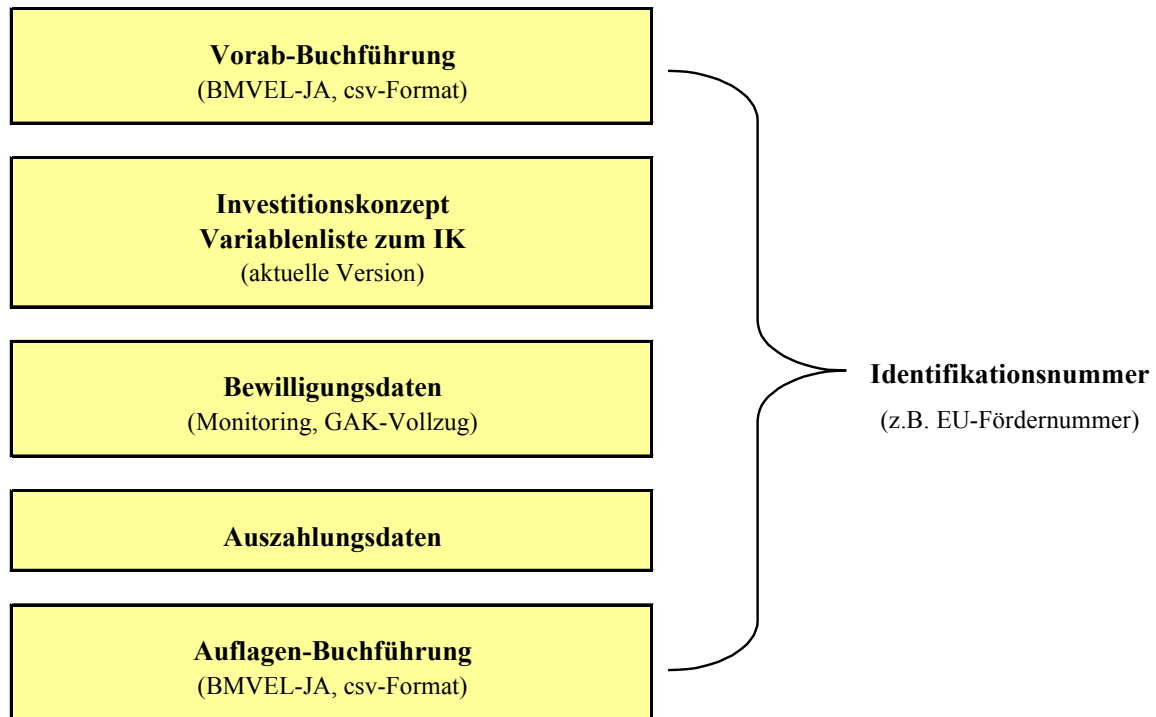 Vorab-Buchführung
(BMVEL-JA, csv-Format)
Investitionskonzept
Variablenliste zum IK
(aktuelle Version)
Bewilligungsdaten
(Monitoring, GAK-Vollzug)
Auszahlungsdaten
Auflagen-Buchführung
(BMVEL-JA, csv-Format)
Identifikationsnummer
(z.B. EU-Fördernummer)